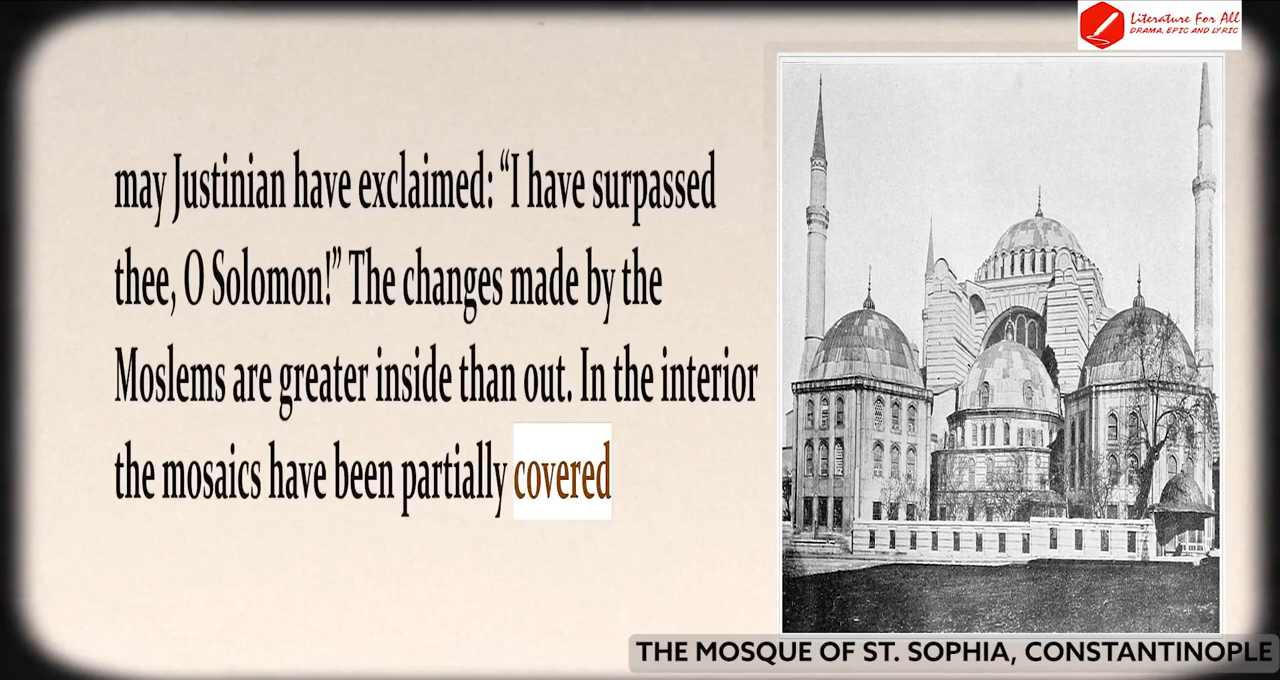 Literature For All
DRAMA, EPIC AND LYRIC
may Justinian have exclaimed: “I have surpassed
thee, O Solomon!” The changes made by the
Moslems are greater inside than out. In the interior
the mosaics have been partially covered
THE MOSQUE OF ST. SOPHIA, CONSTANTINOPLE